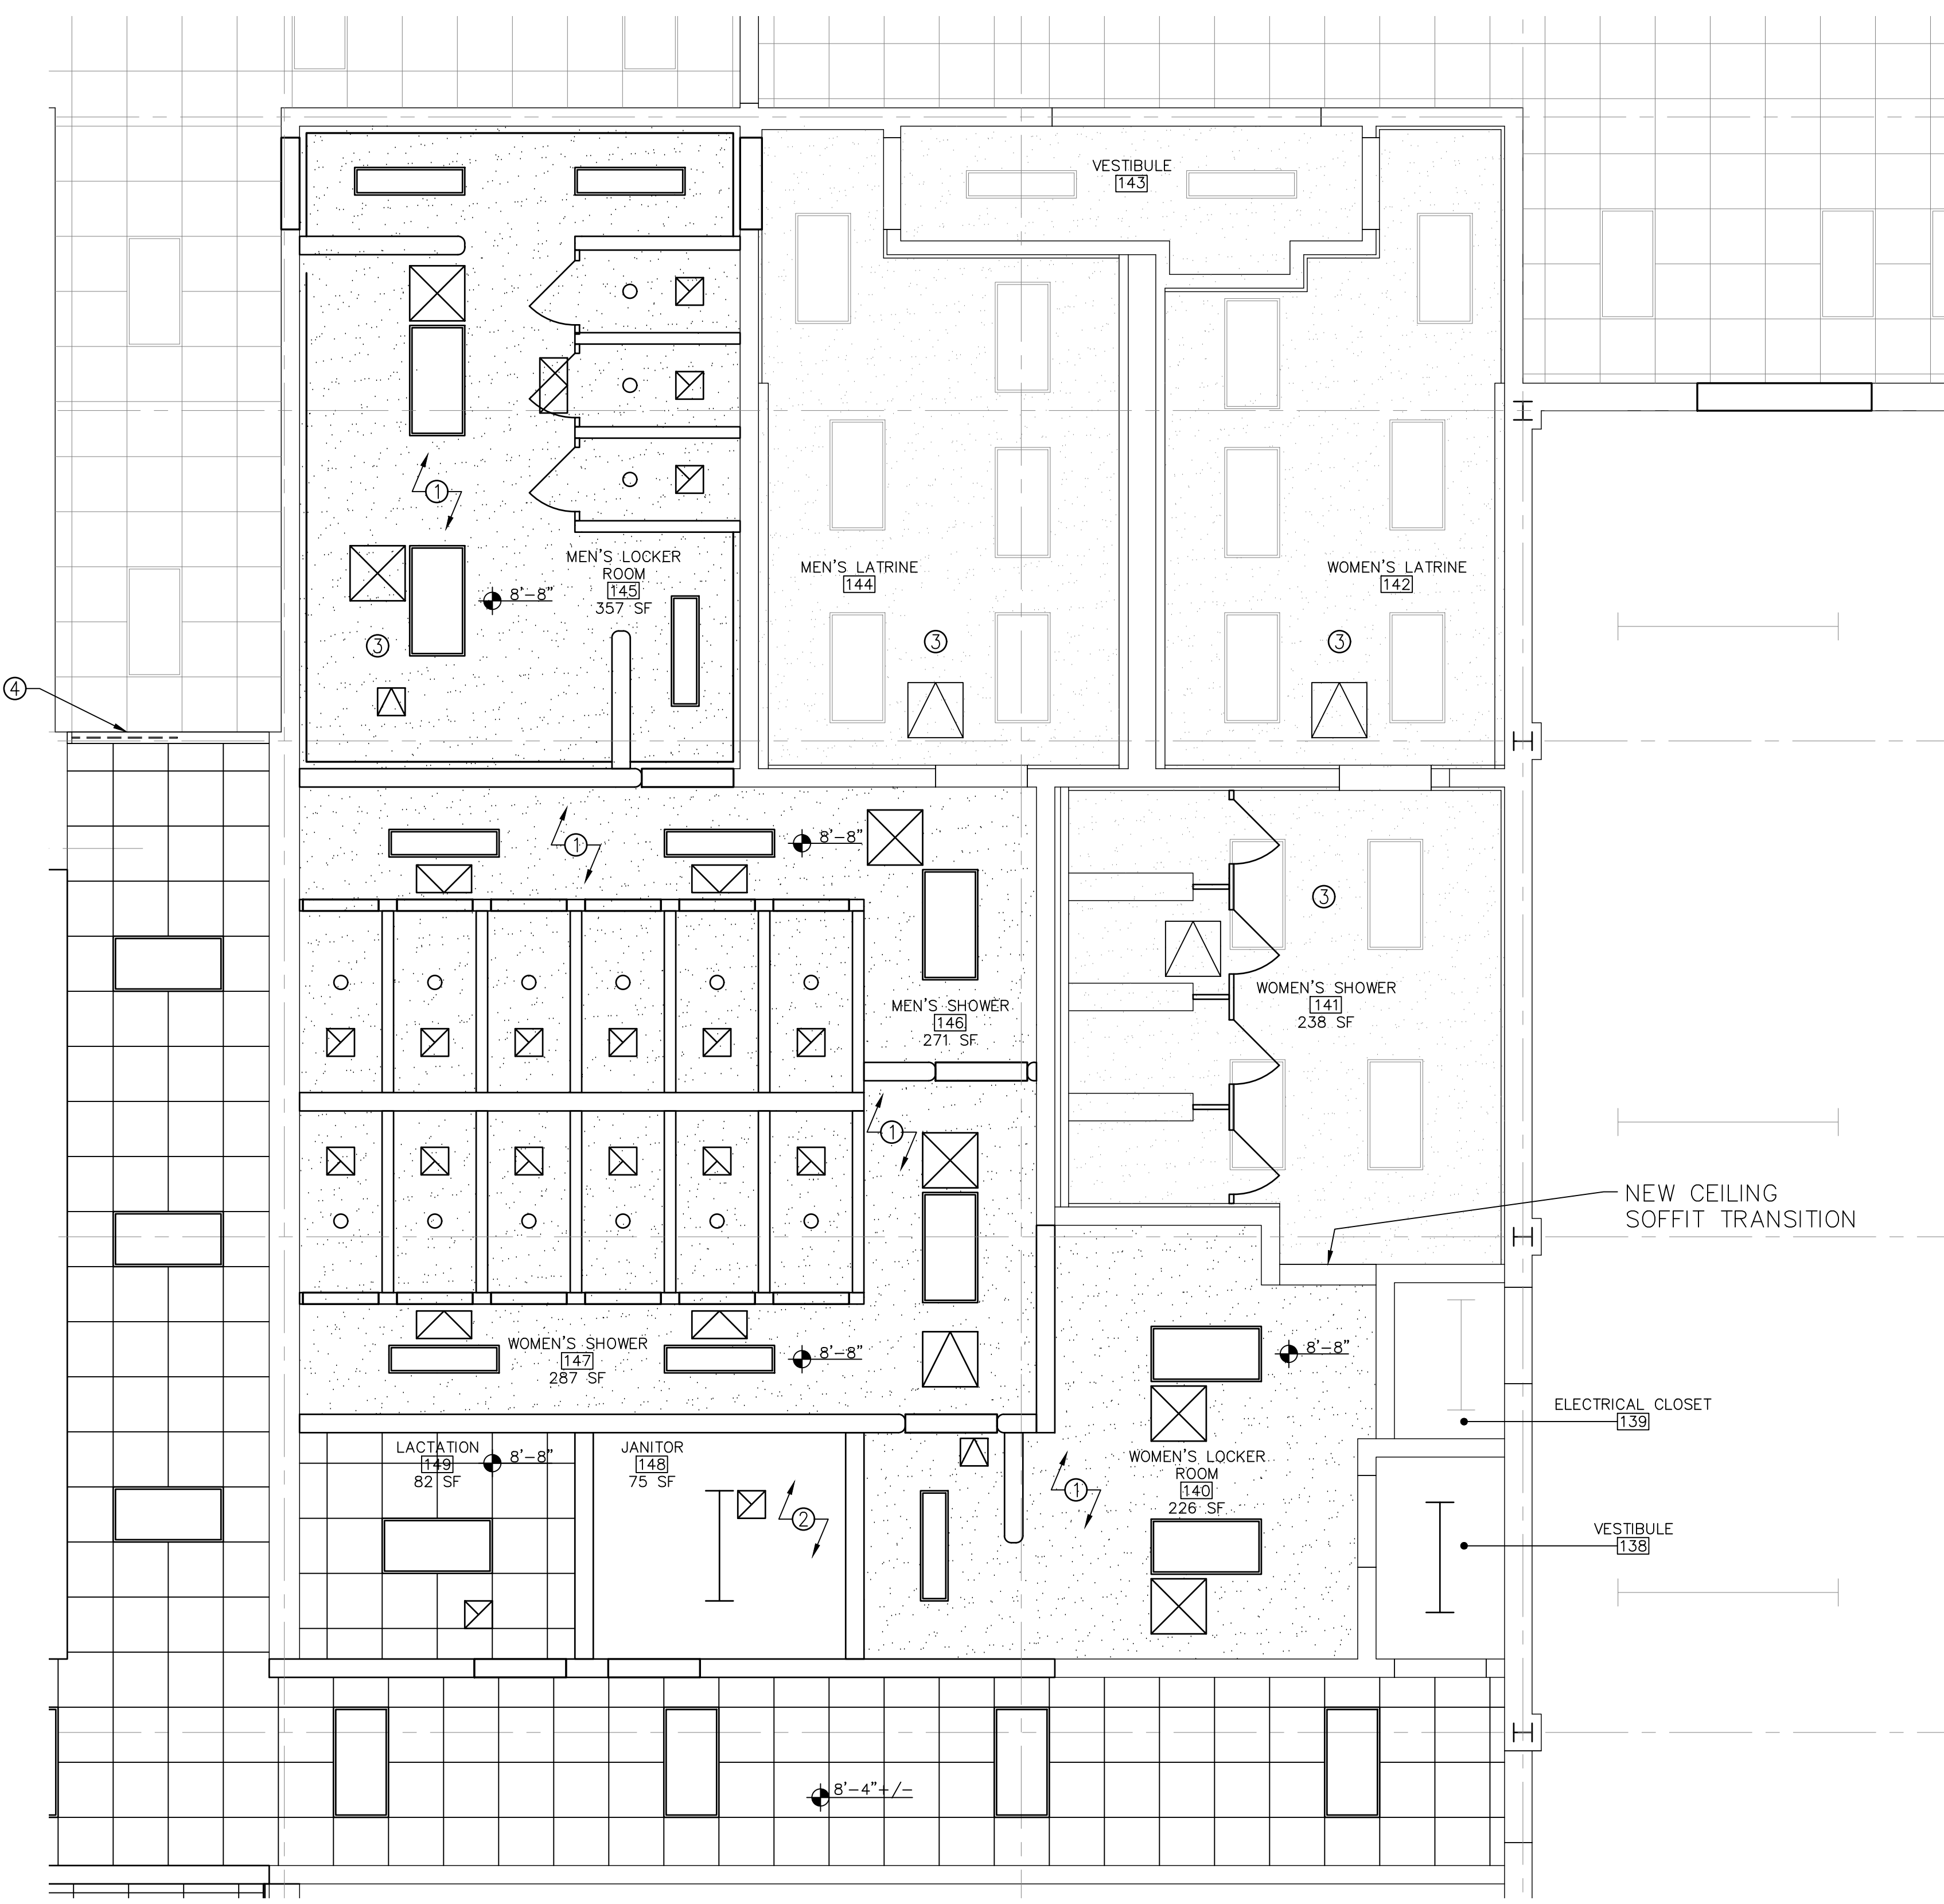 VESTIBULE
143
1
MEN'S LOCKER
ROOM
145
357 SF
8'-8"
3
MEN'S LATRINE
144
3
WOMEN'S LATRINE
142
3
4
1
8'-8"
3
MEN'S SHOWER
146
271 SF
WOMEN'S SHOWER
141
238 SF
1
NEW CEILING
SOFFIT TRANSITION
WOMEN'S SHOWER
147
287 SF
8'-8"
8'-8"
ELECTRICAL CLOSET
139
LACTATION
149
82 SF
8'-8"
JANITOR
148
75 SF
2
1
WOMEN'S LOCKER
ROOM
140
226 SF
VESTIBULE
138
8'-4"+/-